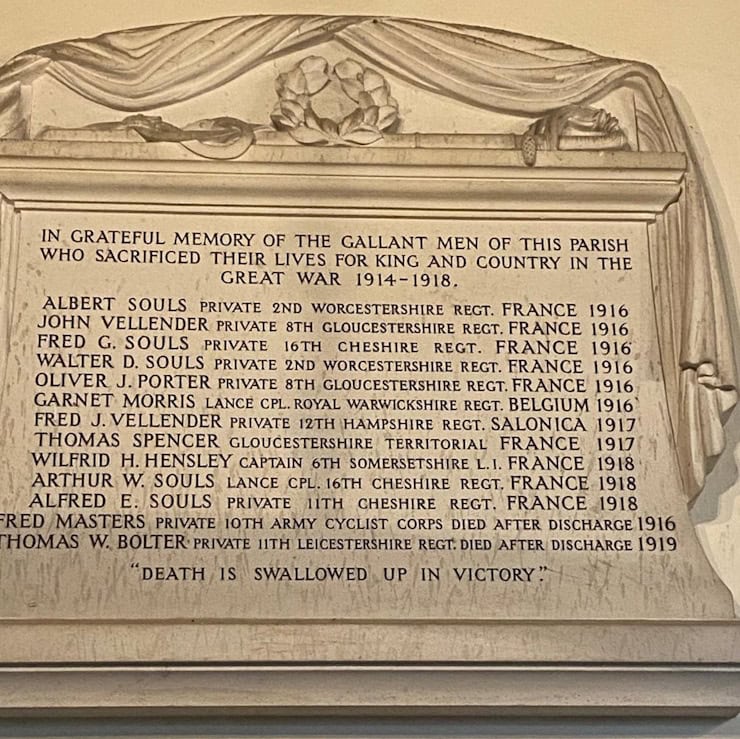 IN GRATEFUL MEMORY OF THE GALLANT MEN OF THIS PARISH
WHO SACRIFICED THEIR LIVES FOR KING AND COUNTRY IN THE
GREAT WAR 1914-1918.
ALBERT SOULS PRIVATE 2ND WORCESTERSHIRE REGT. FRANCE 1916
JOHN VELLENDER PRIVATE 8TH GLOUCESTERSHIRE REGT. FRANCE 1916
FRED G. SOULS PRIVATE 16TH CHESHIRE REGT. FRANCE 1916
WALTER D. SOULS PRIVATE 2ND WORCESTERSHIRE REGT. FRANCE 1916
OLIVER J. PORTER PRIVATE 8TH GLOUCESTERSHIRE REGT. FRANCE 1916
GARNET MORRIS LANCE CPL. ROYAL WARWICKSHIRE REGT. BELGIUM 1916
FRED J. VELLENDER PRIVATE 12TH HAMPSHIRE REGT. SALONICA 1917
THOMAS SPENCER GLOUCESTERSHIRE TERRITORIAL FRANCE 1917
WILFRID H. HENSLEY CAPTAIN 6TH SOMERSETSHIRE L.I. FRANCE 1918
ARTHUR W. SOULS LANCE CPL. 16TH CHESHIRE REGT. FRANCE 1918
ALFRED E. SOULS PRIVATE 11TH CHESHIRE REGT. FRANCE 1918
FRED MASTERS PRIVATE 10TH ARMY CYCLIST CORPS DIED AFTER DISCHARGE 1916
THOMAS W. BOLTER PRIVATE 11TH LEICESTERSHIRE REGT. DIED AFTER DISCHARGE 1919
"DEATH IS SWALLOWED UP IN VICTORY."